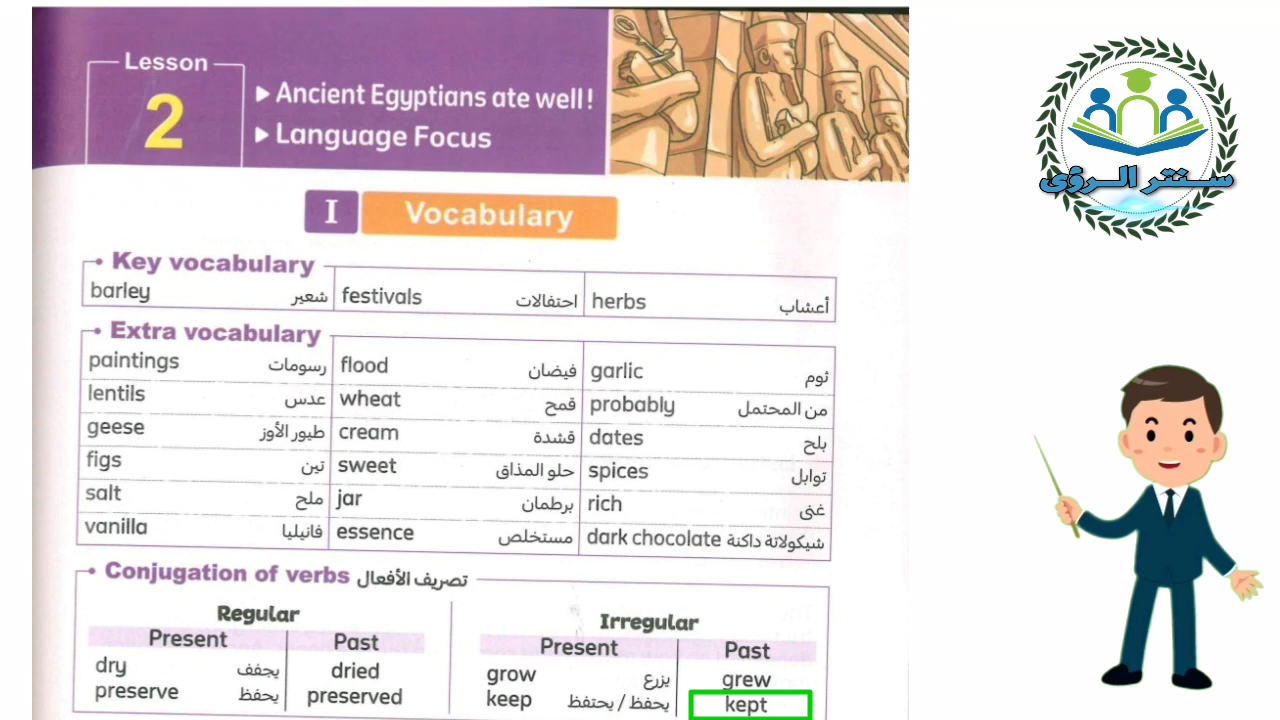 Lesson
2
▶ Ancient Egyptians ate well!
▶ Language Focus
سنتر الرؤى
I Vocabulary
Key vocabulary
barley شعير festivals احتفالات herbs أعشاب
Extra vocabulary
paintings رسومات flood فيضان garlic ثوم
lentils عدس wheat قمح probably من المحتمل
geese طيور الأوز cream قشدة dates بلح
figs تين sweet حلو المذاق spices توابل
salt ملح jar برطمان rich غنى
vanilla فانيليا essence مستخلص dark chocolate شيكولاتة داكنة
Conjugation of verbs تصريف الأفعال
Regular Irregular
Present Past Present Past
dry يجفف dried grow يزرع grew
preserve يحفظ preserved keep يحفظ / يحتفظ kept